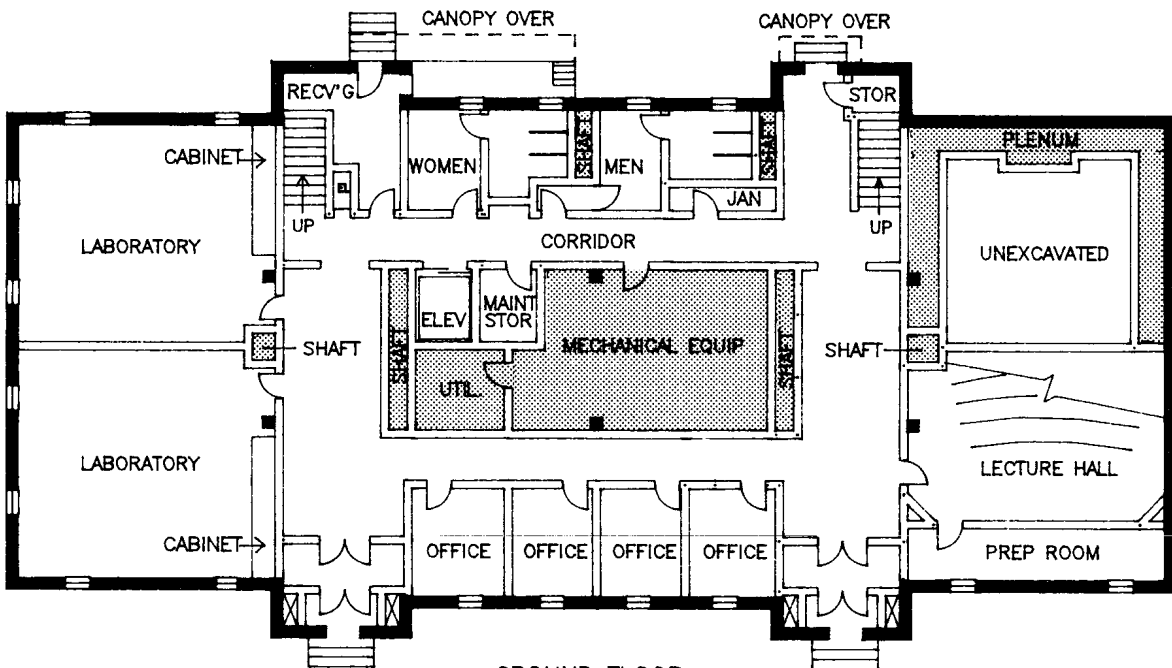 CANOPY OVER
CANOPY OVER
RECV'G
STOR
CABINET
WOMEN
SHAFT
MEN
SHAFT
PLENUM
EL
JAN
UP
UP
LABORATORY
CORRIDOR
UNEXCAVATED
ELEV
MAINT
STOR
SHAFT
SHAFT
MECHANICAL EQUIP
SHAFT
SHAFT
UTIL.
LABORATORY
LECTURE HALL
CABINET
OFFICE
OFFICE
OFFICE
OFFICE
PREP ROOM
GROUND FLOOR